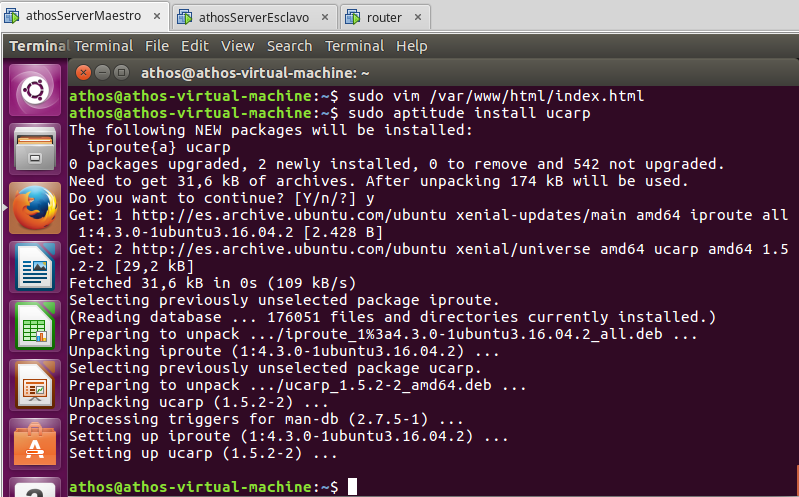 athosServerMaestro
athosServerEsclavo
router
Terminal Terminal File Edit View Search Terminal Help
athos@athos-virtual-machine: ~
athos@athos-virtual-machine:~$ sudo vim /var/www/html/index.html
athos@athos-virtual-machine:~$ sudo aptitude install ucarp
The following NEW packages will be installed:
iproute{a} ucarp
0 packages upgraded, 2 newly installed, 0 to remove and 542 not upgraded.
Need to get 31,6 kB of archives. After unpacking 174 kB will be used.
Do you want to continue? [Y/n/?] y
Get: 1 http://es.archive.ubuntu.com/ubuntu xenial-updates/main amd64 iproute all
1:4.3.0-1ubuntu3.16.04.2 [2.428 B]
Get: 2 http://es.archive.ubuntu.com/ubuntu xenial/universe amd64 ucarp amd64 1.5
.2-2 [29,2 kB]
Fetched 31,6 kB in 0s (109 kB/s)
Selecting previously unselected package iproute.
(Reading database ... 176051 files and directories currently installed.)
Preparing to unpack .../iproute_1%3a4.3.0-1ubuntu3.16.04.2_all.deb ...
Unpacking iproute (1:4.3.0-1ubuntu3.16.04.2) ...
Selecting previously unselected package ucarp.
Preparing to unpack .../ucarp_1.5.2-2_amd64.deb ...
Unpacking ucarp (1.5.2-2) ...
Processing triggers for man-db (2.7.5-1) ...
Setting up iproute (1:4.3.0-1ubuntu3.16.04.2) ...
Setting up ucarp (1.5.2-2) ...
athos@athos-virtual-machine:~$